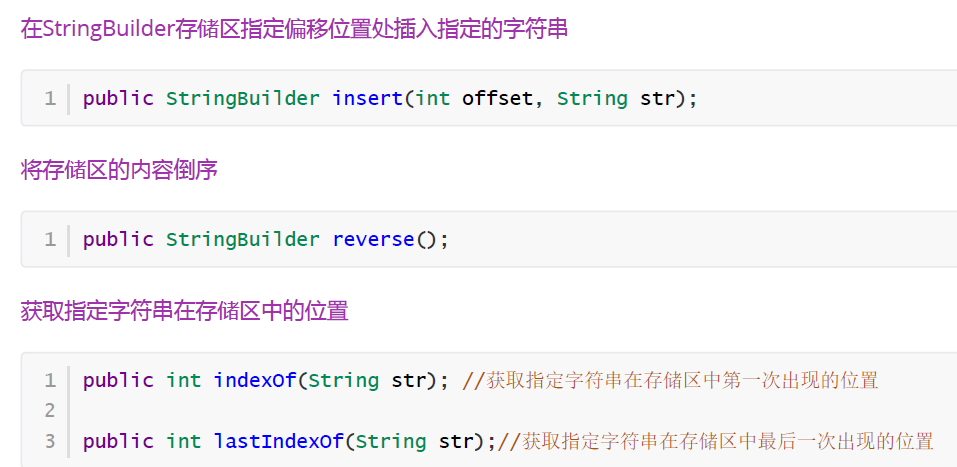 在StringBuilder存储区指定偏移位置处插入指定的字符串
1 public StringBuilder insert(int offset, String str);
将存储区的内容倒序
1 public StringBuilder reverse();
获取指定字符串在存储区中的位置
1 public int indexOf(String str); //获取指定字符串在存储区中第一次出现的位置
2
3 public int lastIndexOf(String str);//获取指定字符串在存储区中最后一次出现的位置